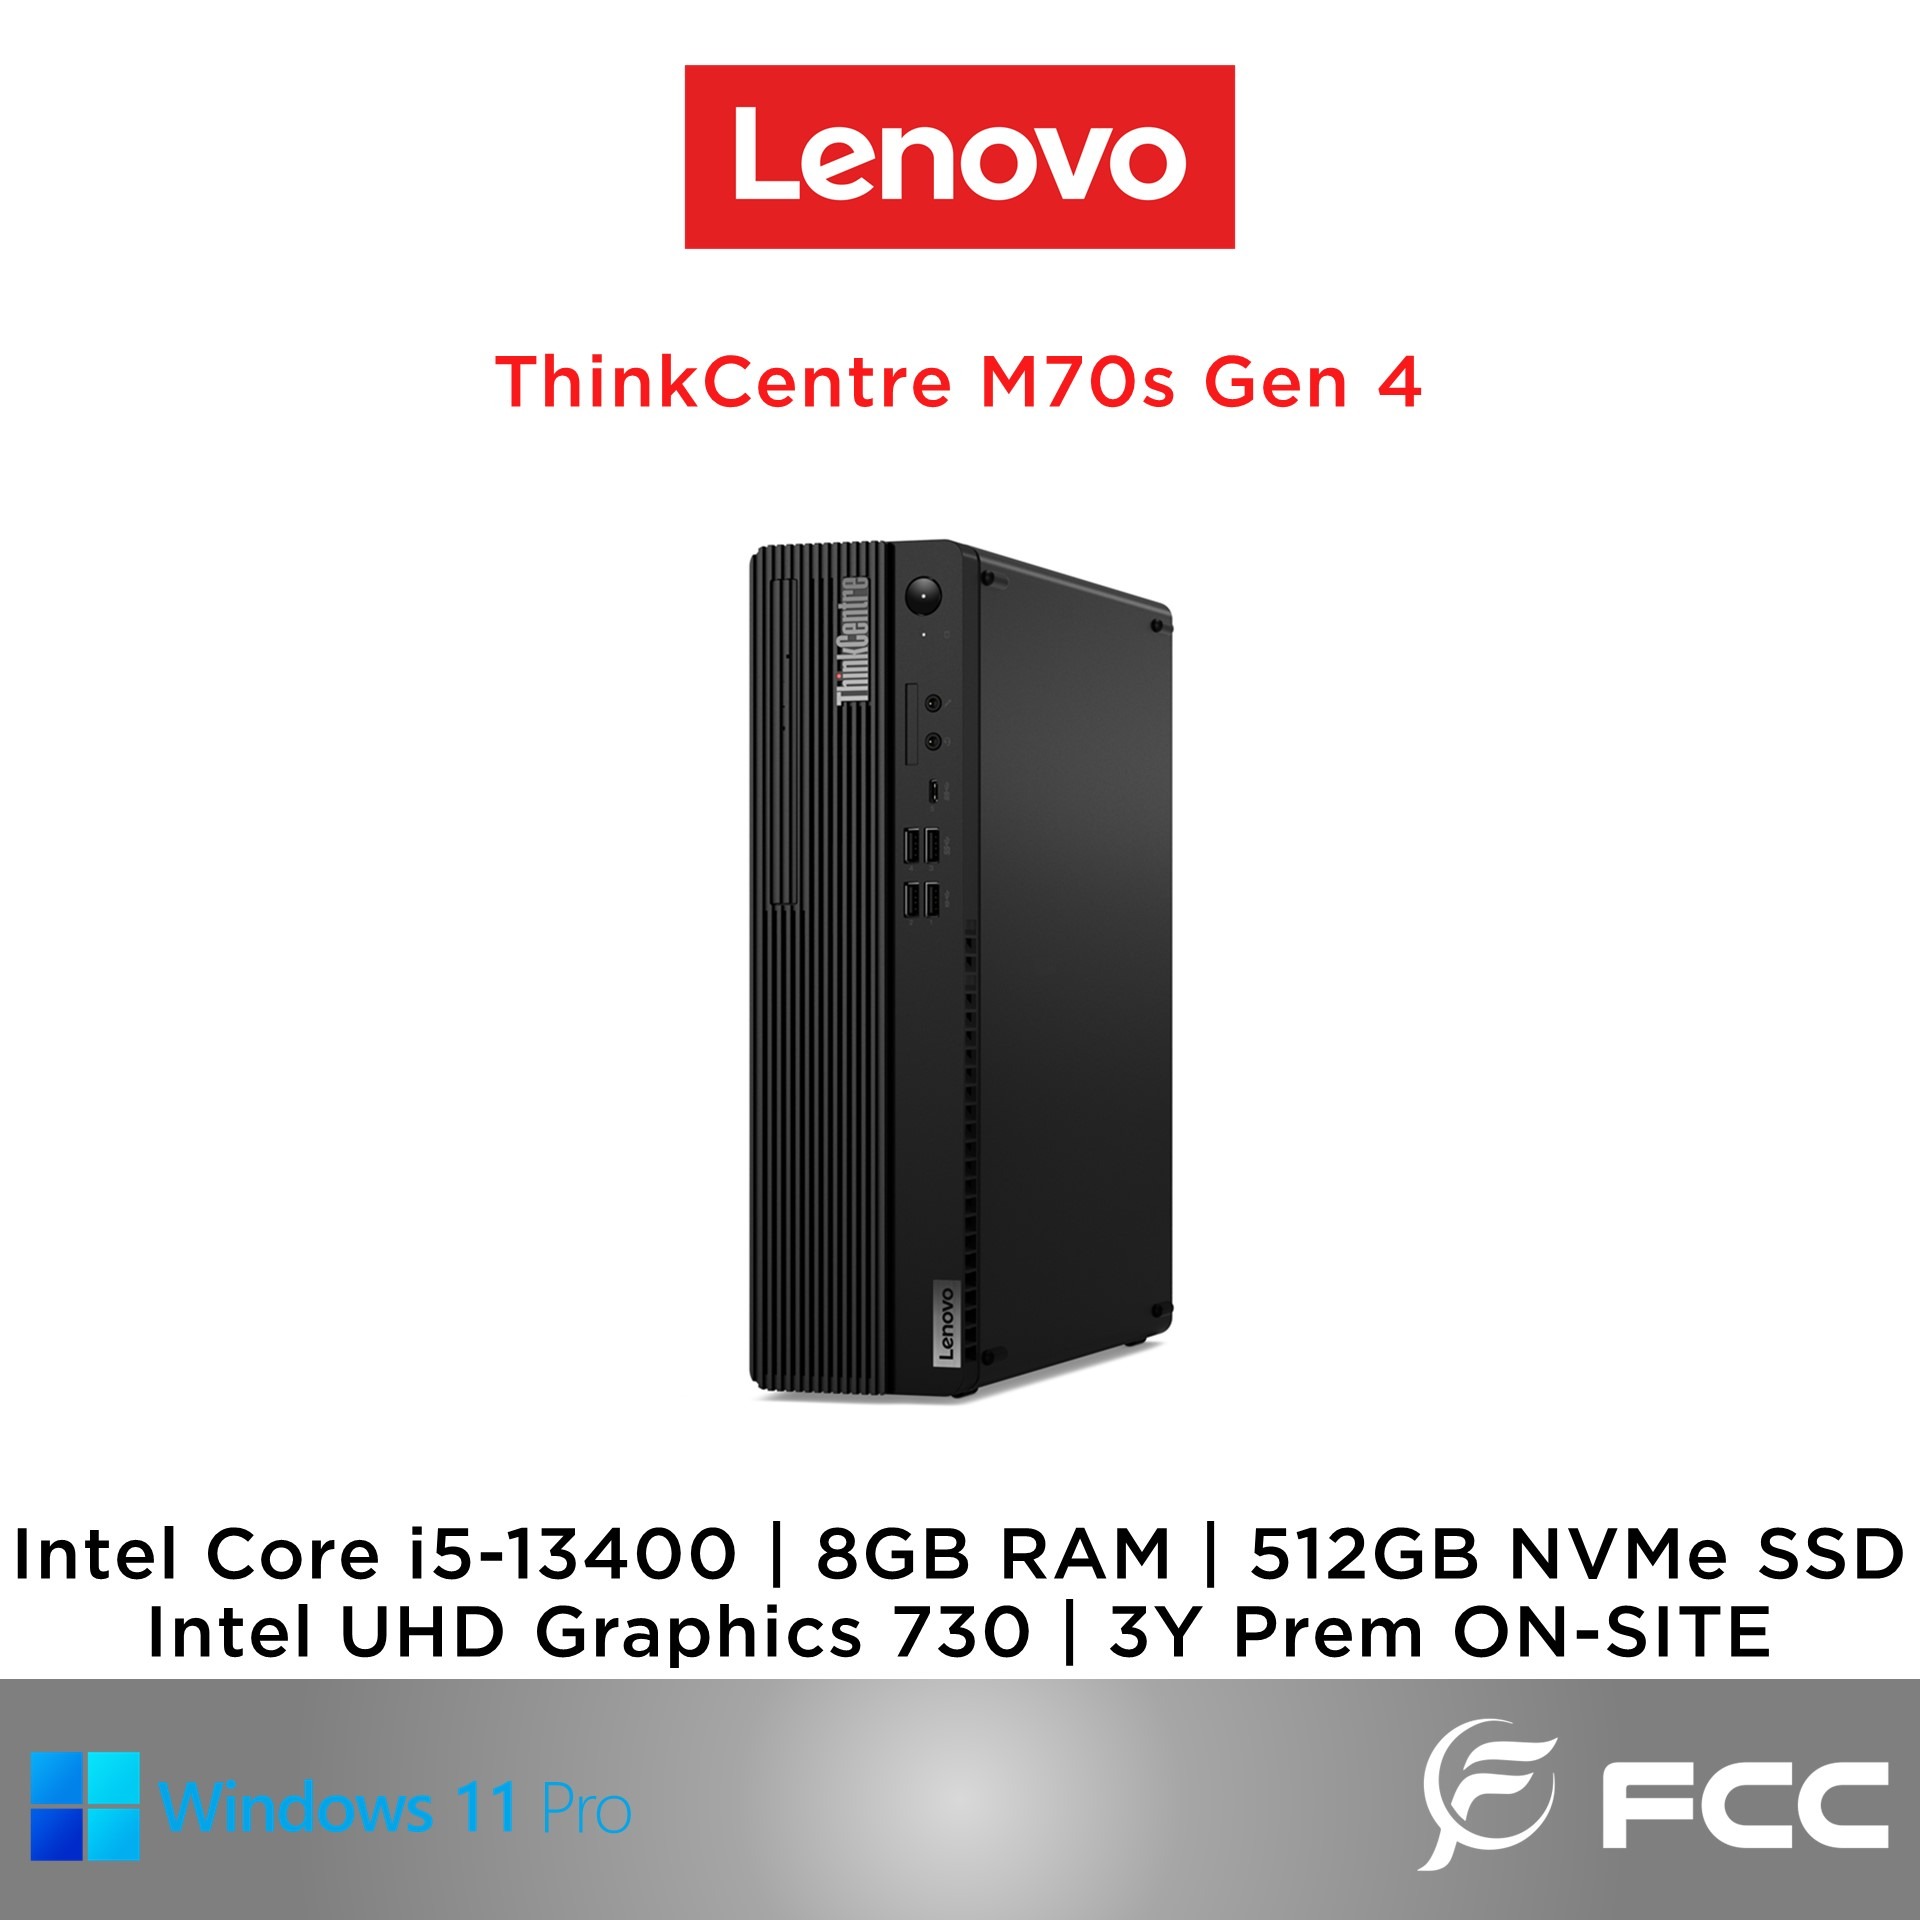 Lenovo
ThinkCentre M70s Gen 4
ThinkCentre
Lenovo
Intel Core i5-13400 | 8GB RAM | 512GB NVMe SSD
Intel UHD Graphics 730 | 3Y Prem ON-SITE
Windows 11 Pro
FCC